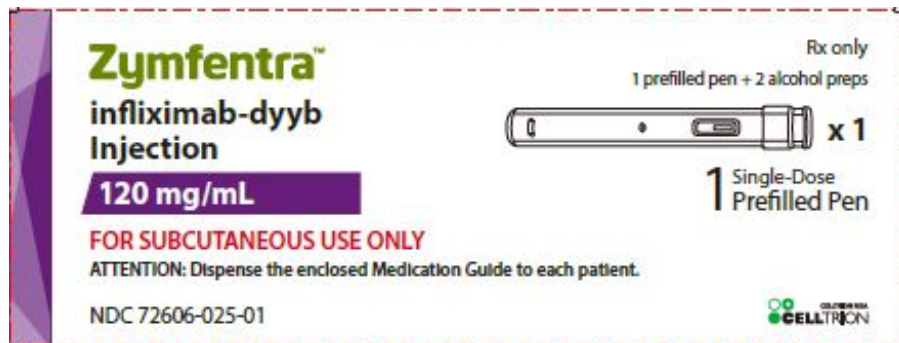 Zymfentra™
infliximab-dyyb
Injection
120 mg/mL
FOR SUBCUTANEOUS USE ONLY
ATTENTION: Dispense the enclosed Medication Guide to each patient.
NDC 72606-025-01
Rx only
1 prefilled pen + 2 alcohol preps
x 1
1 Single-Dose
Prefilled Pen
CELLTRION